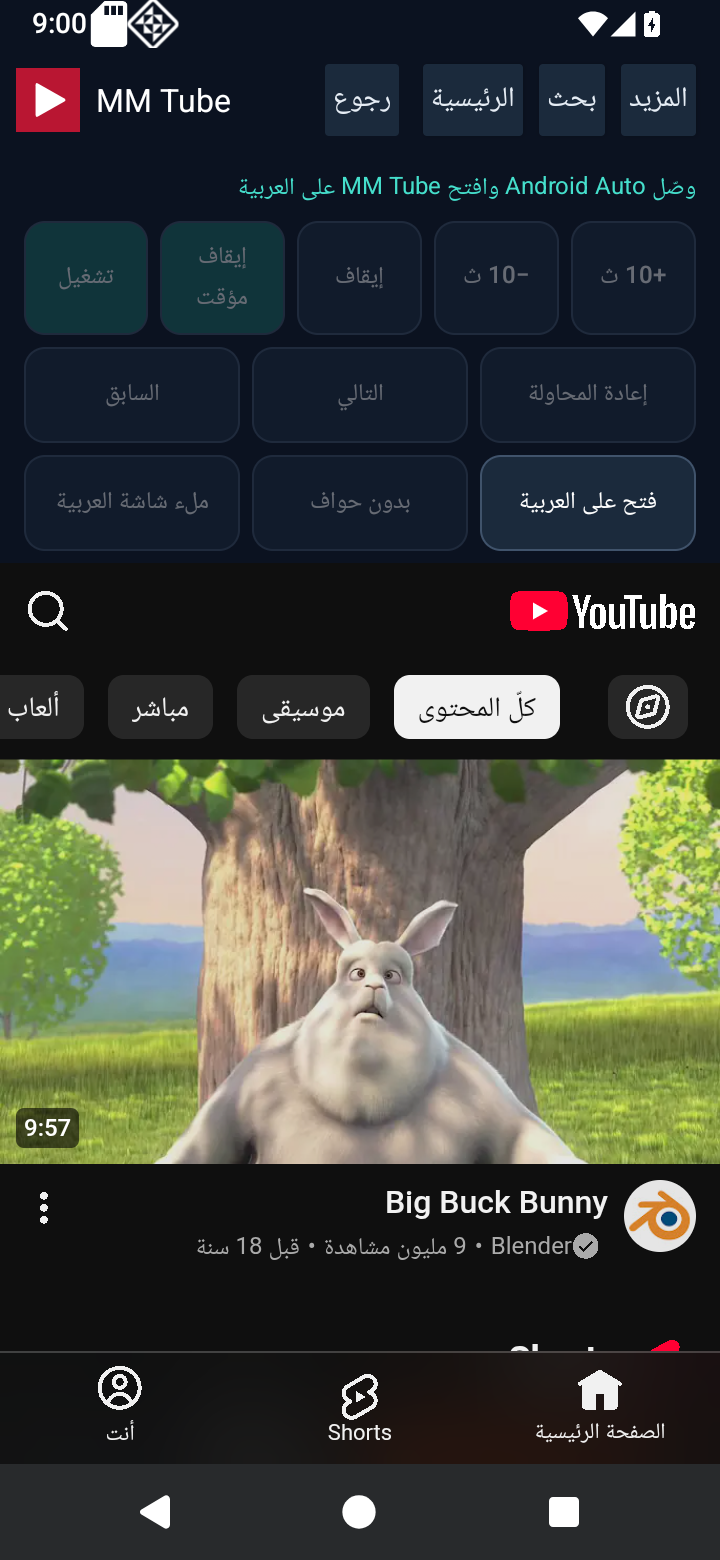 9:00
MM Tube
رجوع
الرئيسية
بحث
المزيد
وصّل Android Auto وافتح MM Tube على العربية
تشغيل
إيقاف
مؤقت
إيقاف
−10 ث
+10 ث
السابق
التالي
إعادة المحاولة
ملء شاشة العربية
بدون حواف
فتح على العربية
YouTube
كلّ المحتوى
موسيقى
مباشر
ألعاب
9:57
Big Buck Bunny
Blender • 9 مليون مشاهدة • قبل 18 سنة
الصفحة الرئيسية
Shorts
أنت